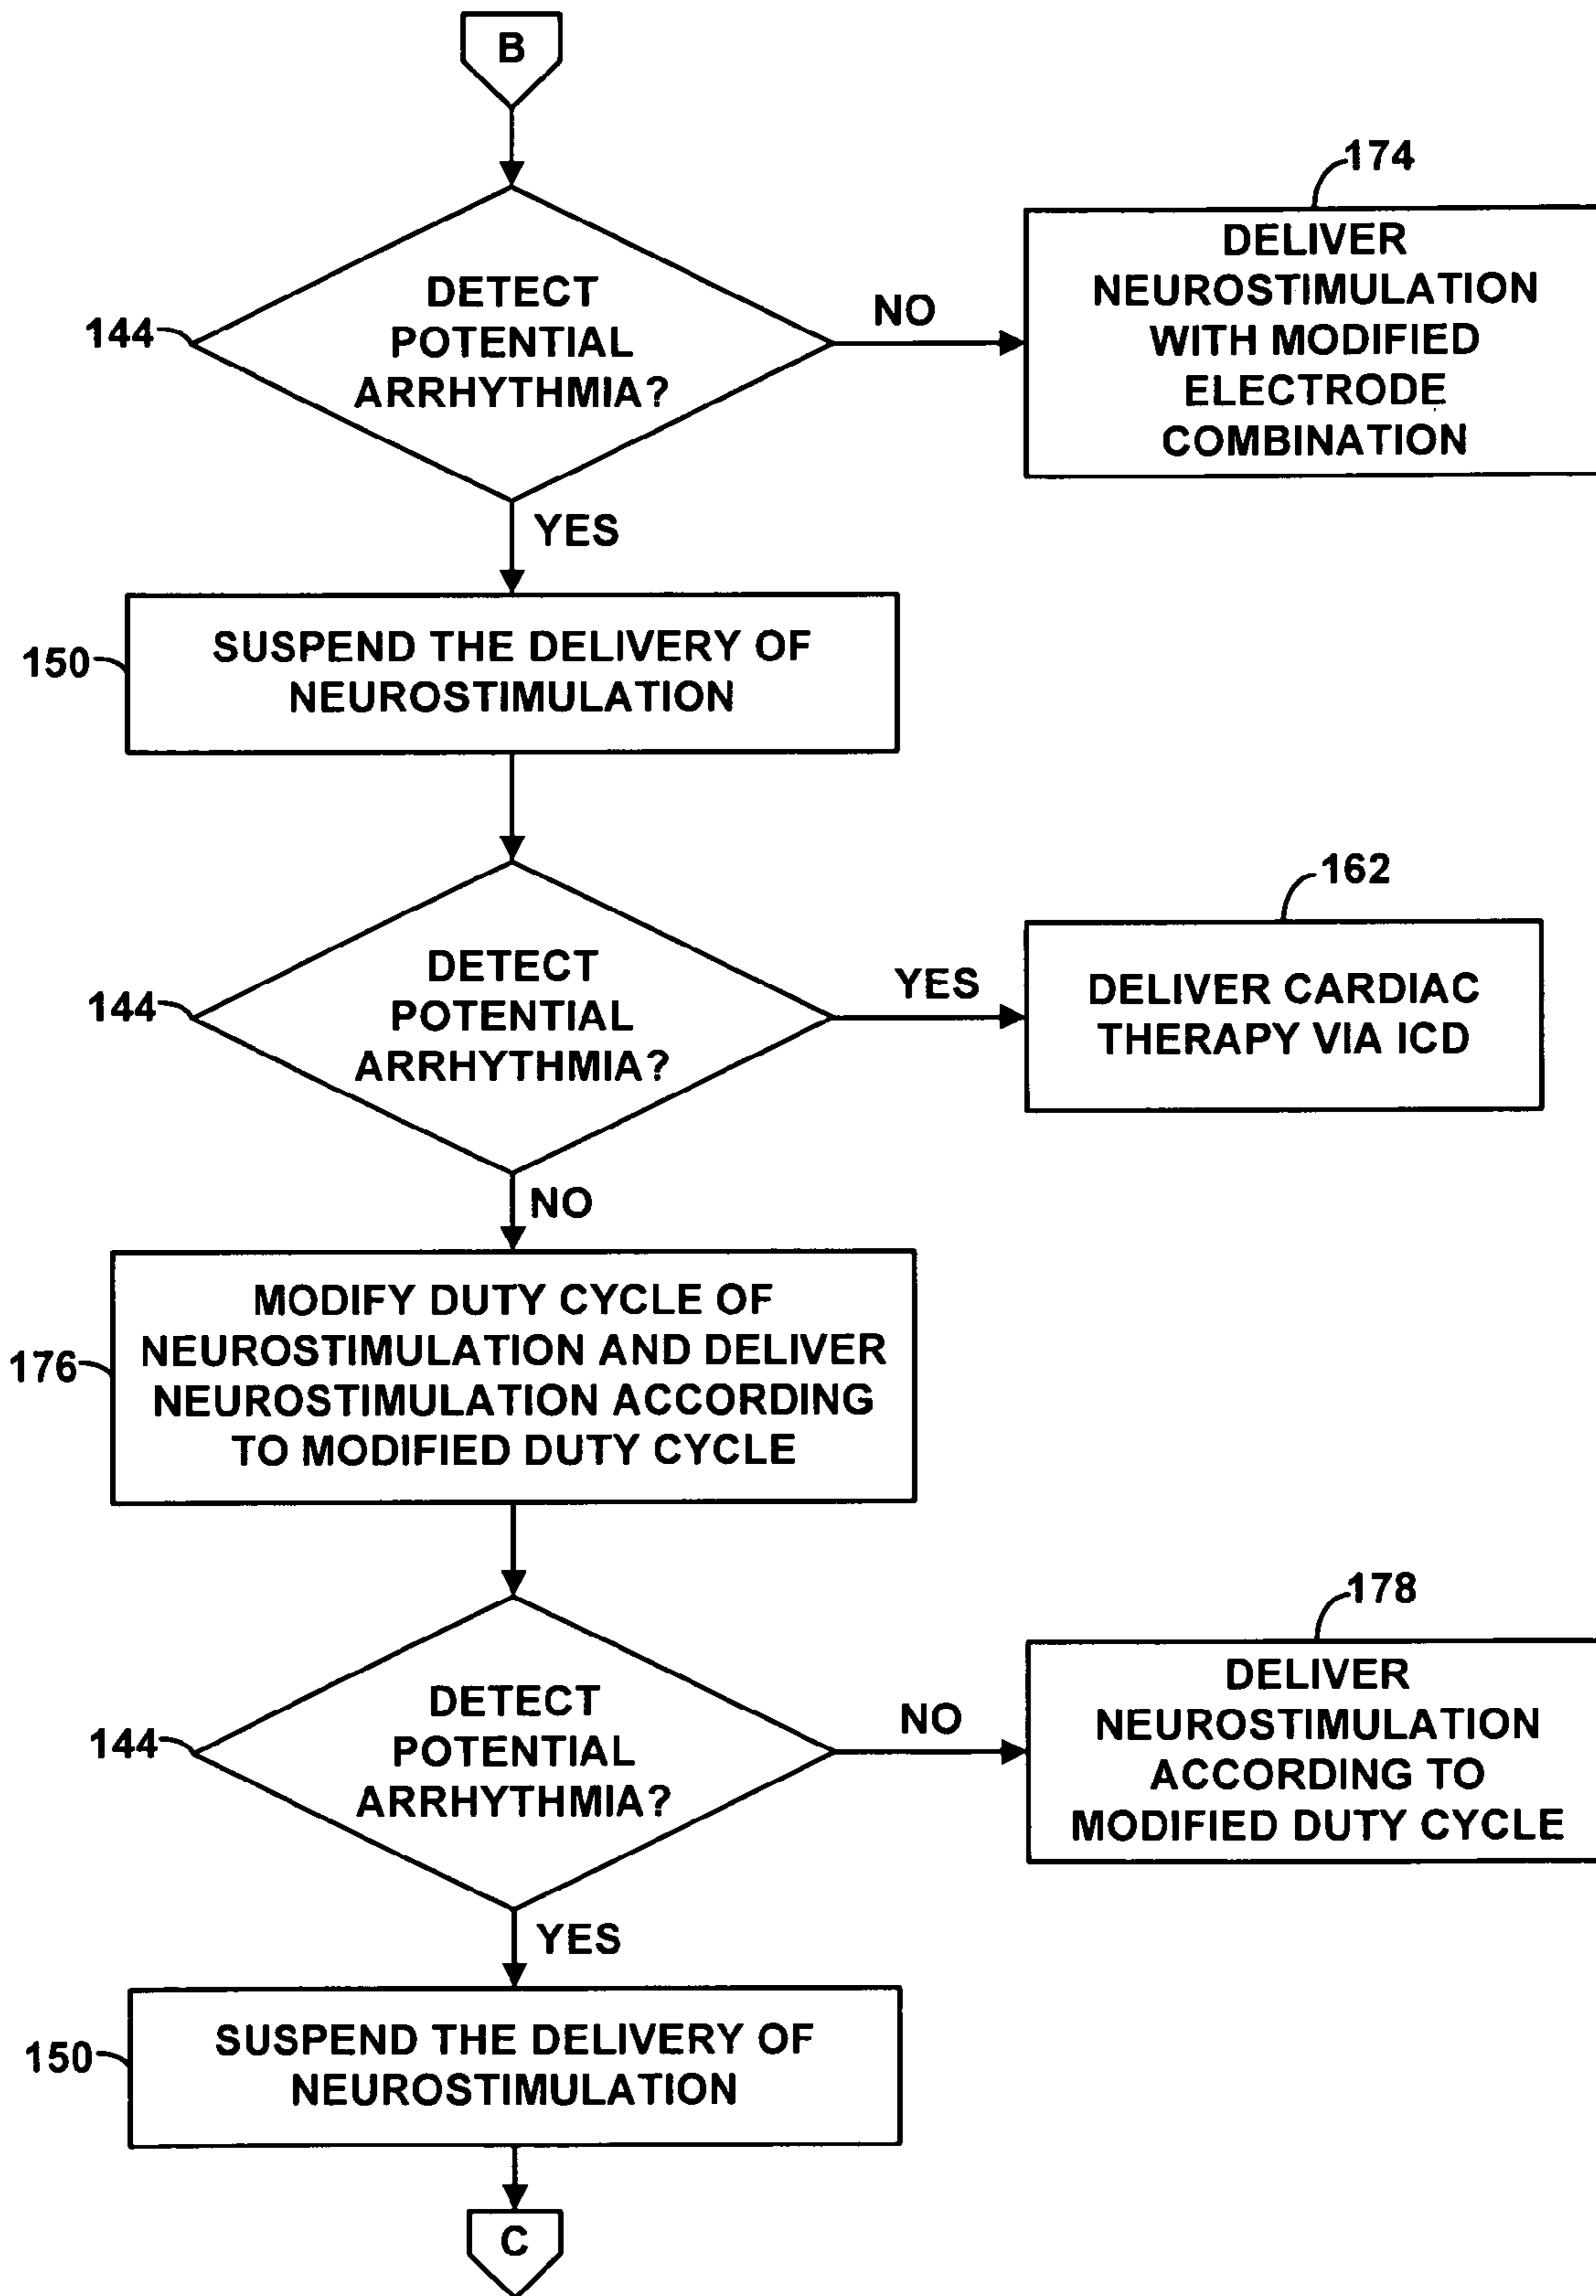 B
174
DELIVER
NEUROSTIMULATION
WITH MODIFIED
ELECTRODE
COMBINATION
DETECT
POTENTIAL
ARRHYTHMIA?
144
NO
YES
150
SUSPEND THE DELIVERY OF
NEUROSTIMULATION
162
DETECT
POTENTIAL
ARRHYTHMIA?
144
YES
DELIVER CARDIAC
THERAPY VIA ICD
NO
176
MODIFY DUTY CYCLE OF
NEUROSTIMULATION AND DELIVER
NEUROSTIMULATION ACCORDING
TO MODIFIED DUTY CYCLE
178
DETECT
POTENTIAL
ARRHYTHMIA?
144
NO
DELIVER
NEUROSTIMULATION
ACCORDING TO
MODIFIED DUTY CYCLE
YES
150
SUSPEND THE DELIVERY OF
NEUROSTIMULATION
C